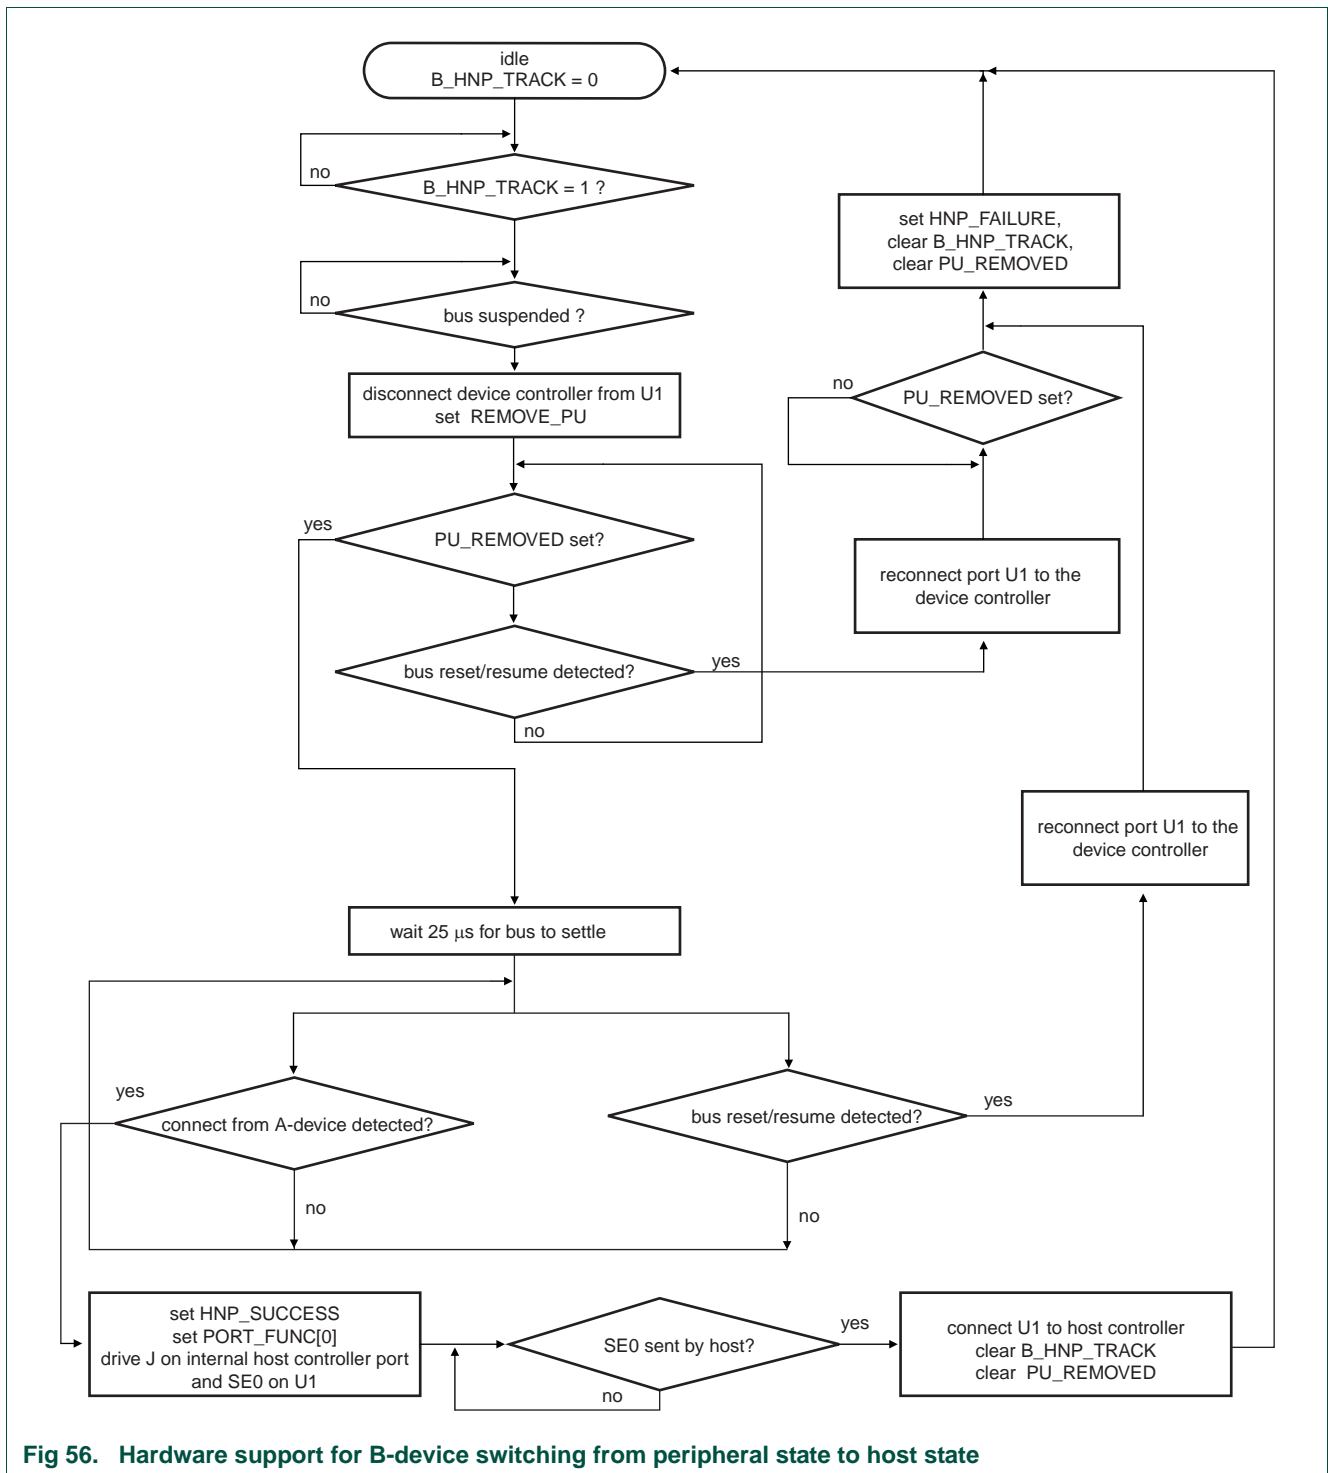 idle
B_HNP_TRACK = 0
no
B_HNP_TRACK = 1 ?
no
bus suspended ?
disconnect device controller from U1
set REMOVE_PU
yes
PU_REMOVED set?
bus reset/resume detected?
yes
no
set HNP_FAILURE,
clear B_HNP_TRACK,
clear PU_REMOVED
no
PU_REMOVED set?
reconnect port U1 to the
device controller
reconnect port U1 to the
device controller
wait 25 μs for bus to settle
yes
connect from A-device detected?
no
bus reset/resume detected?
yes
no
set HNP_SUCCESS
set PORT_FUNC[0]
drive J on internal host controller port
and SE0 on U1
SE0 sent by host?
yes
no
connect U1 to host controller
clear B_HNP_TRACK
clear PU_REMOVED
Fig 56. Hardware support for B-device switching from peripheral state to host state